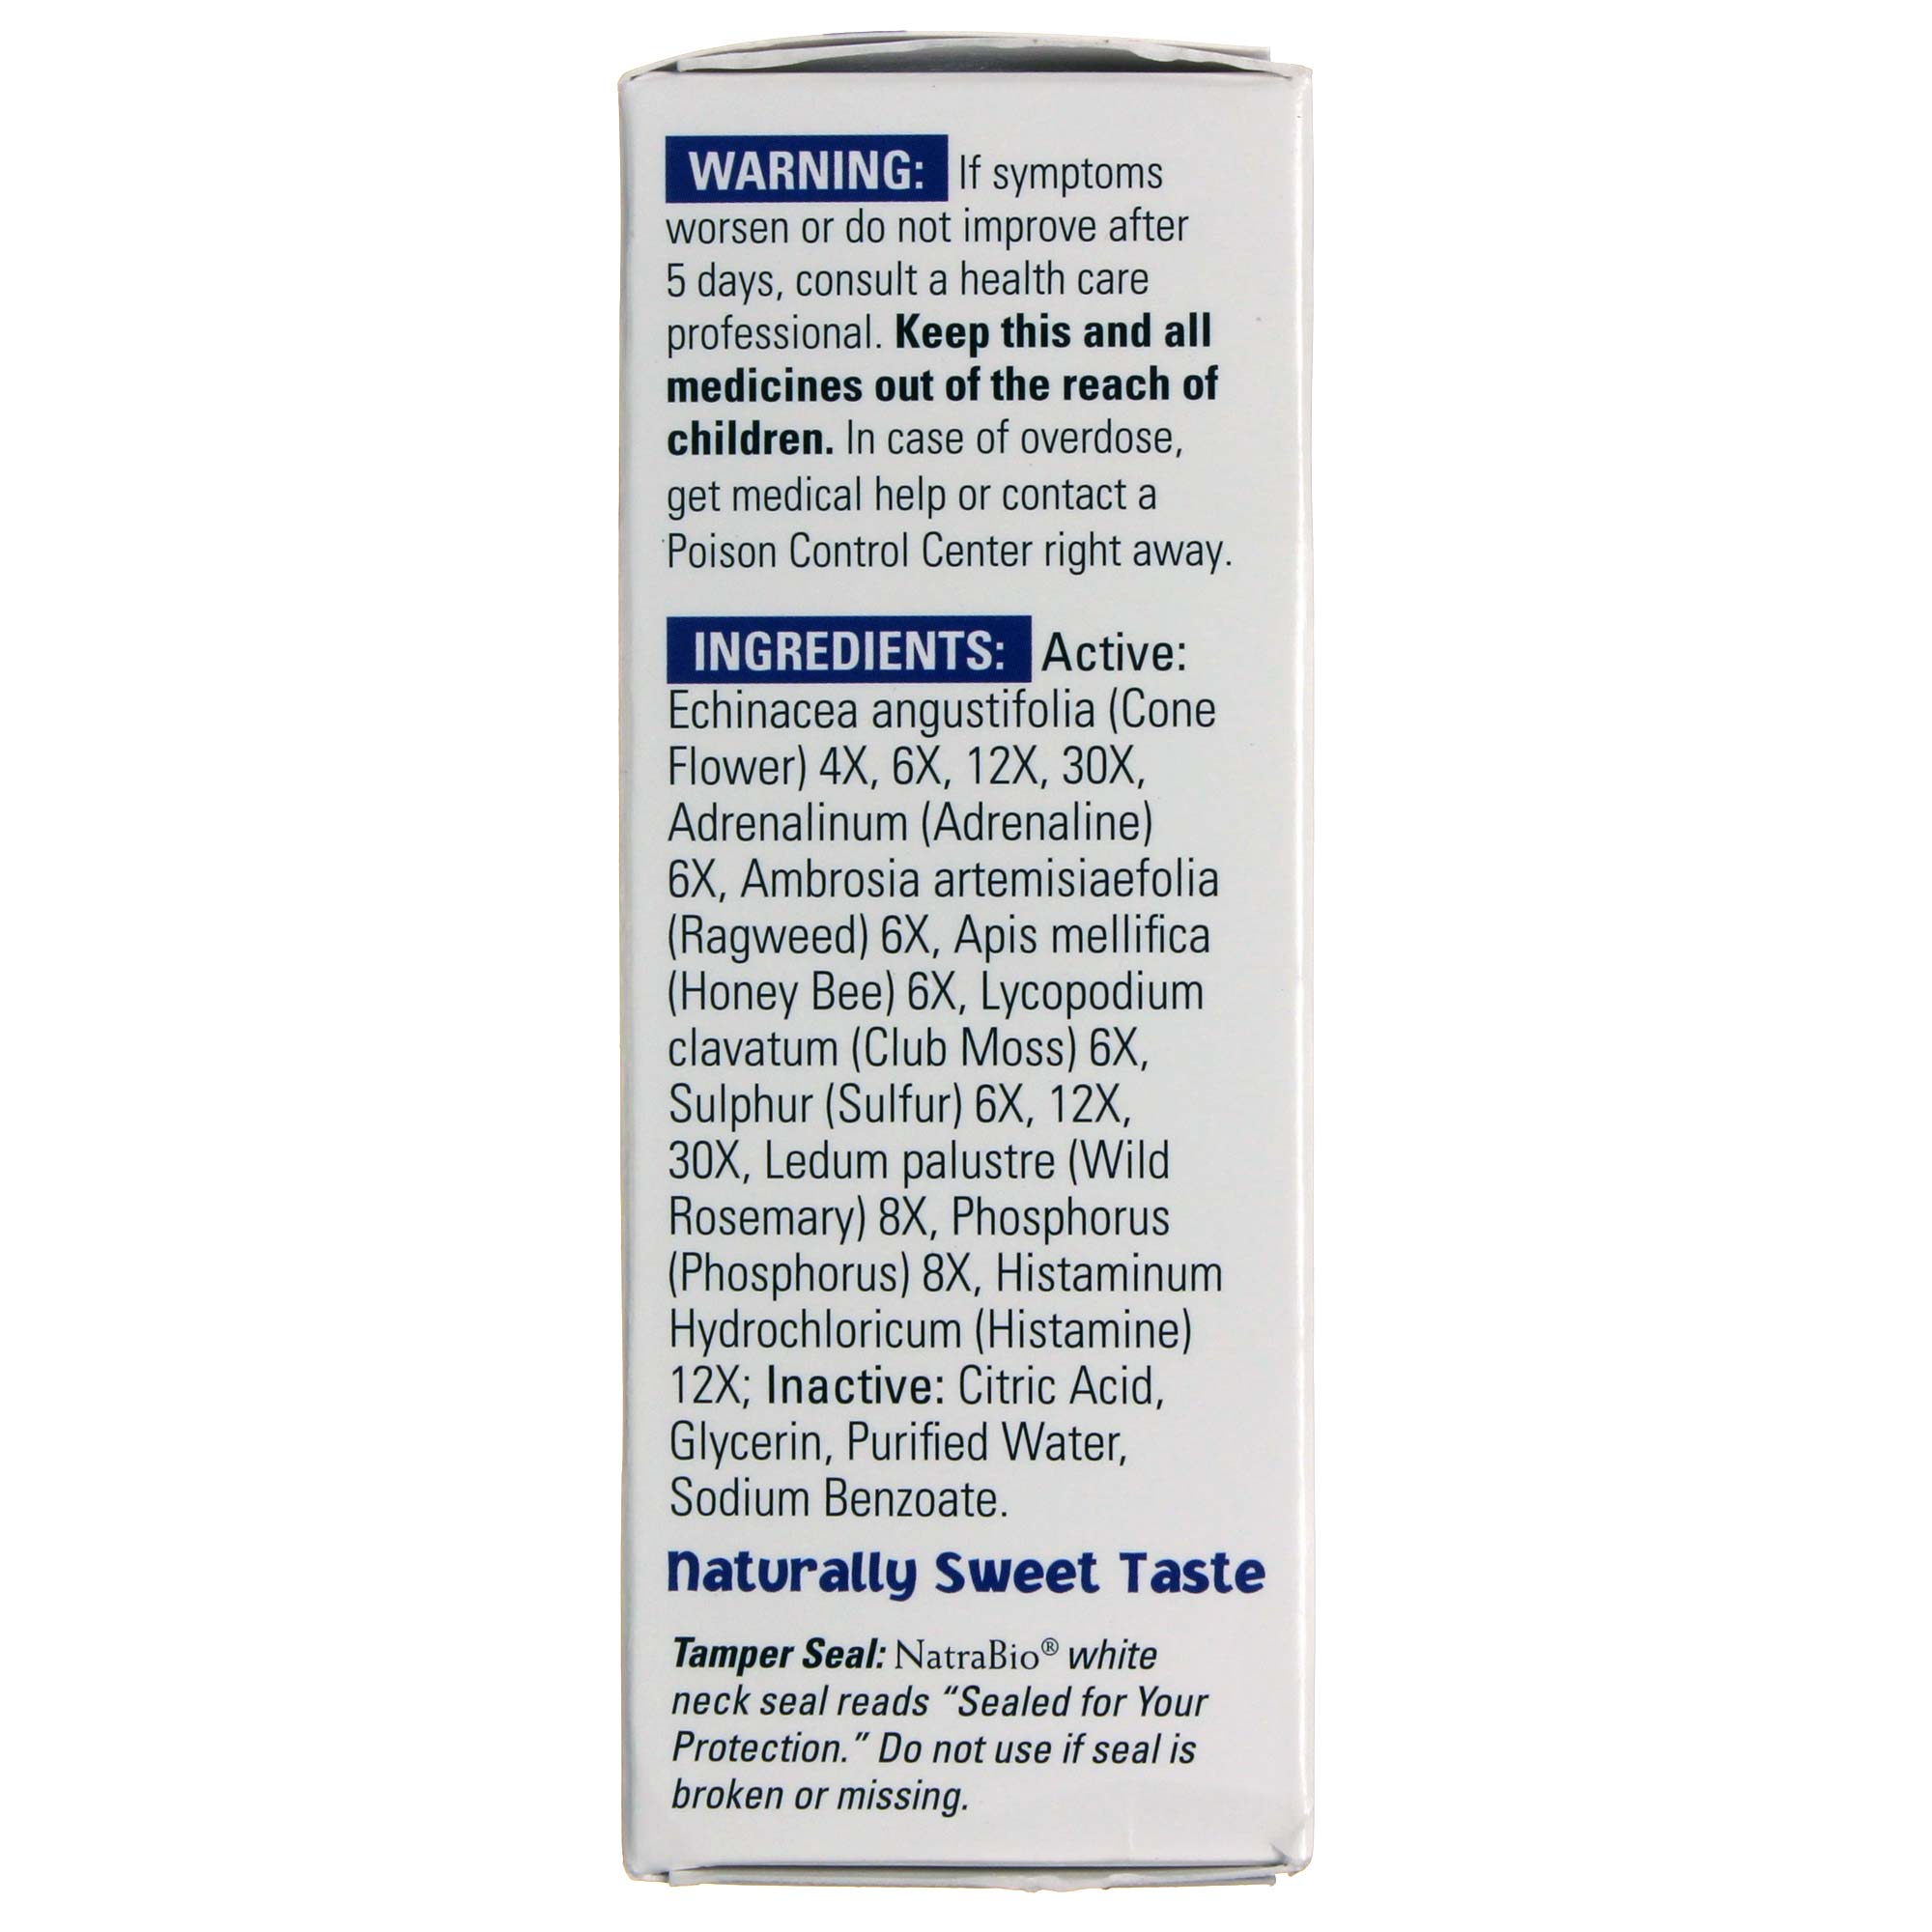 WARNING: If symptoms
worsen or do not improve after
5 days, consult a health care
professional. Keep this and all
medicines out of the reach of
children. In case of overdose,
get medical help or contact a
Poison Control Center right away.
INGREDIENTS: Active:
Echinacea angustifolia (Cone
Flower) 4X, 6X, 12X, 30X,
Adrenalinum (Adrenaline)
6X, Ambrosia artemisiaefolia
(Ragweed) 6X, Apis mellifica
(Honey Bee) 6X, Lycopodium
clavatum (Club Moss) 6X,
Sulphur (Sulfur) 6X, 12X,
30X, Ledum palustre (Wild
Rosemary) 8X, Phosphorus
(Phosphorus) 8X, Histaminum
Hydrochloricum (Histamine)
12X; Inactive: Citric Acid,
Glycerin, Purified Water,
Sodium Benzoate.
Naturally Sweet Taste
Tamper Seal: NatraBio® white
neck seal reads “Sealed for Your
Protection.” Do not use if seal is
broken or missing.